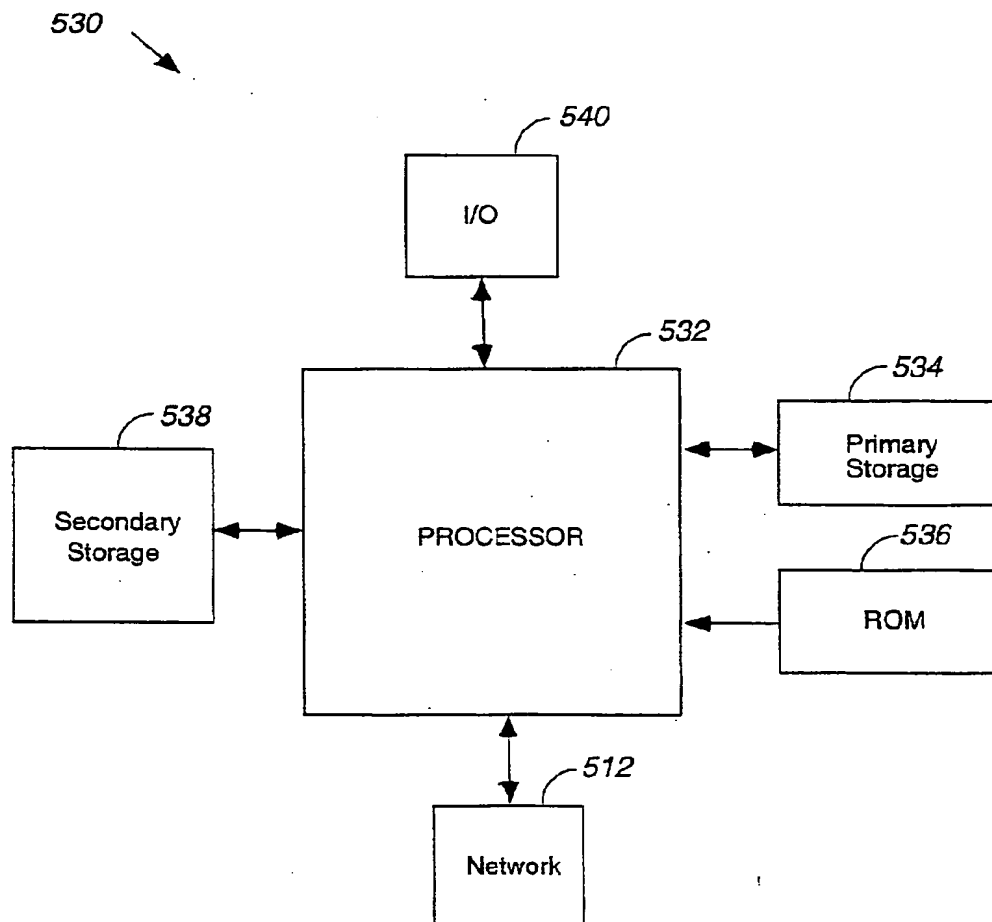 530
540
I/O
532
534
538
Primary
Storage
Secondary
Storage
PROCESSOR
536
ROM
512
Network